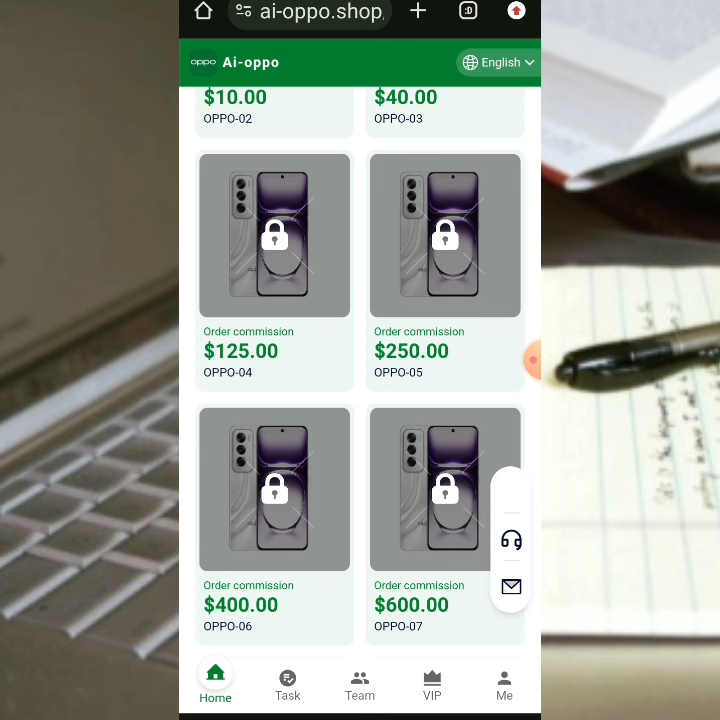 ai-oppo.shop
oppo Ai-oppo English
$10.00 $40.00
OPPO-02 OPPO-03
Order commission Order commission
$125.00 $250.00
OPPO-04 OPPO-05
Order commission Order commission
$400.00 $600.00
OPPO-06 OPPO-07
Home Task Team VIP Me